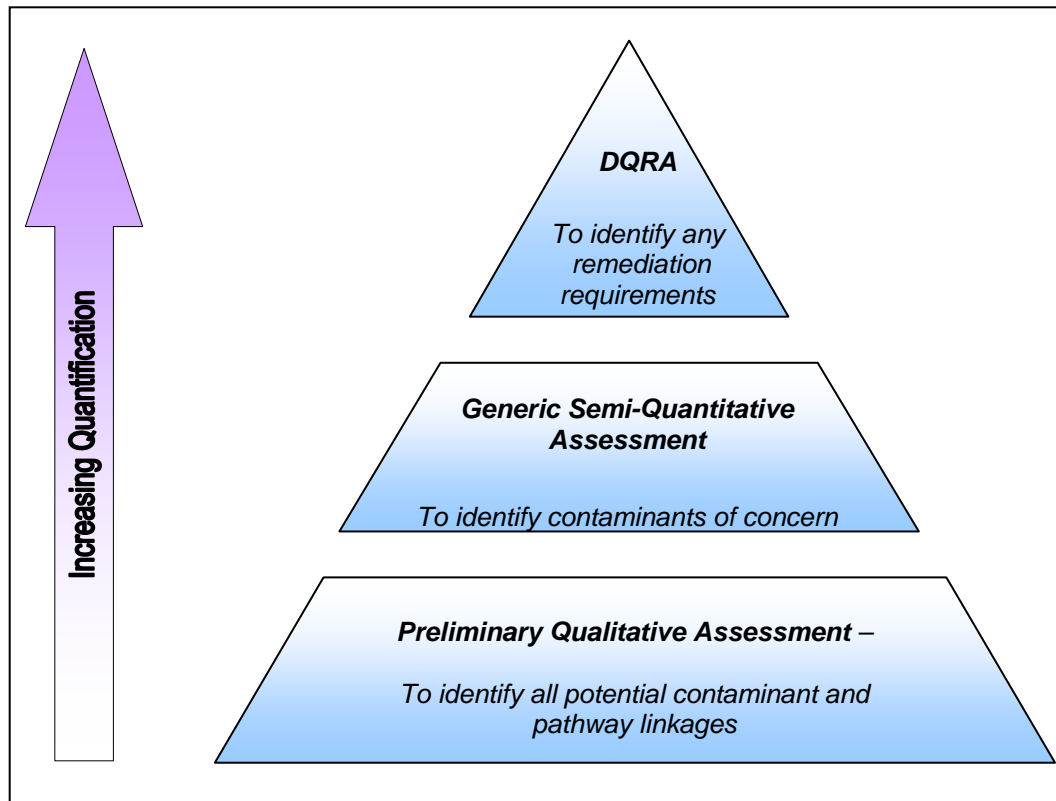 Increasing Quantification
DQRA
To identify any
remediation
requirements
Generic Semi-Quantitative
Assessment
To identify contaminants of concern
Preliminary Qualitative Assessment –
To identify all potential contaminant and
pathway linkages